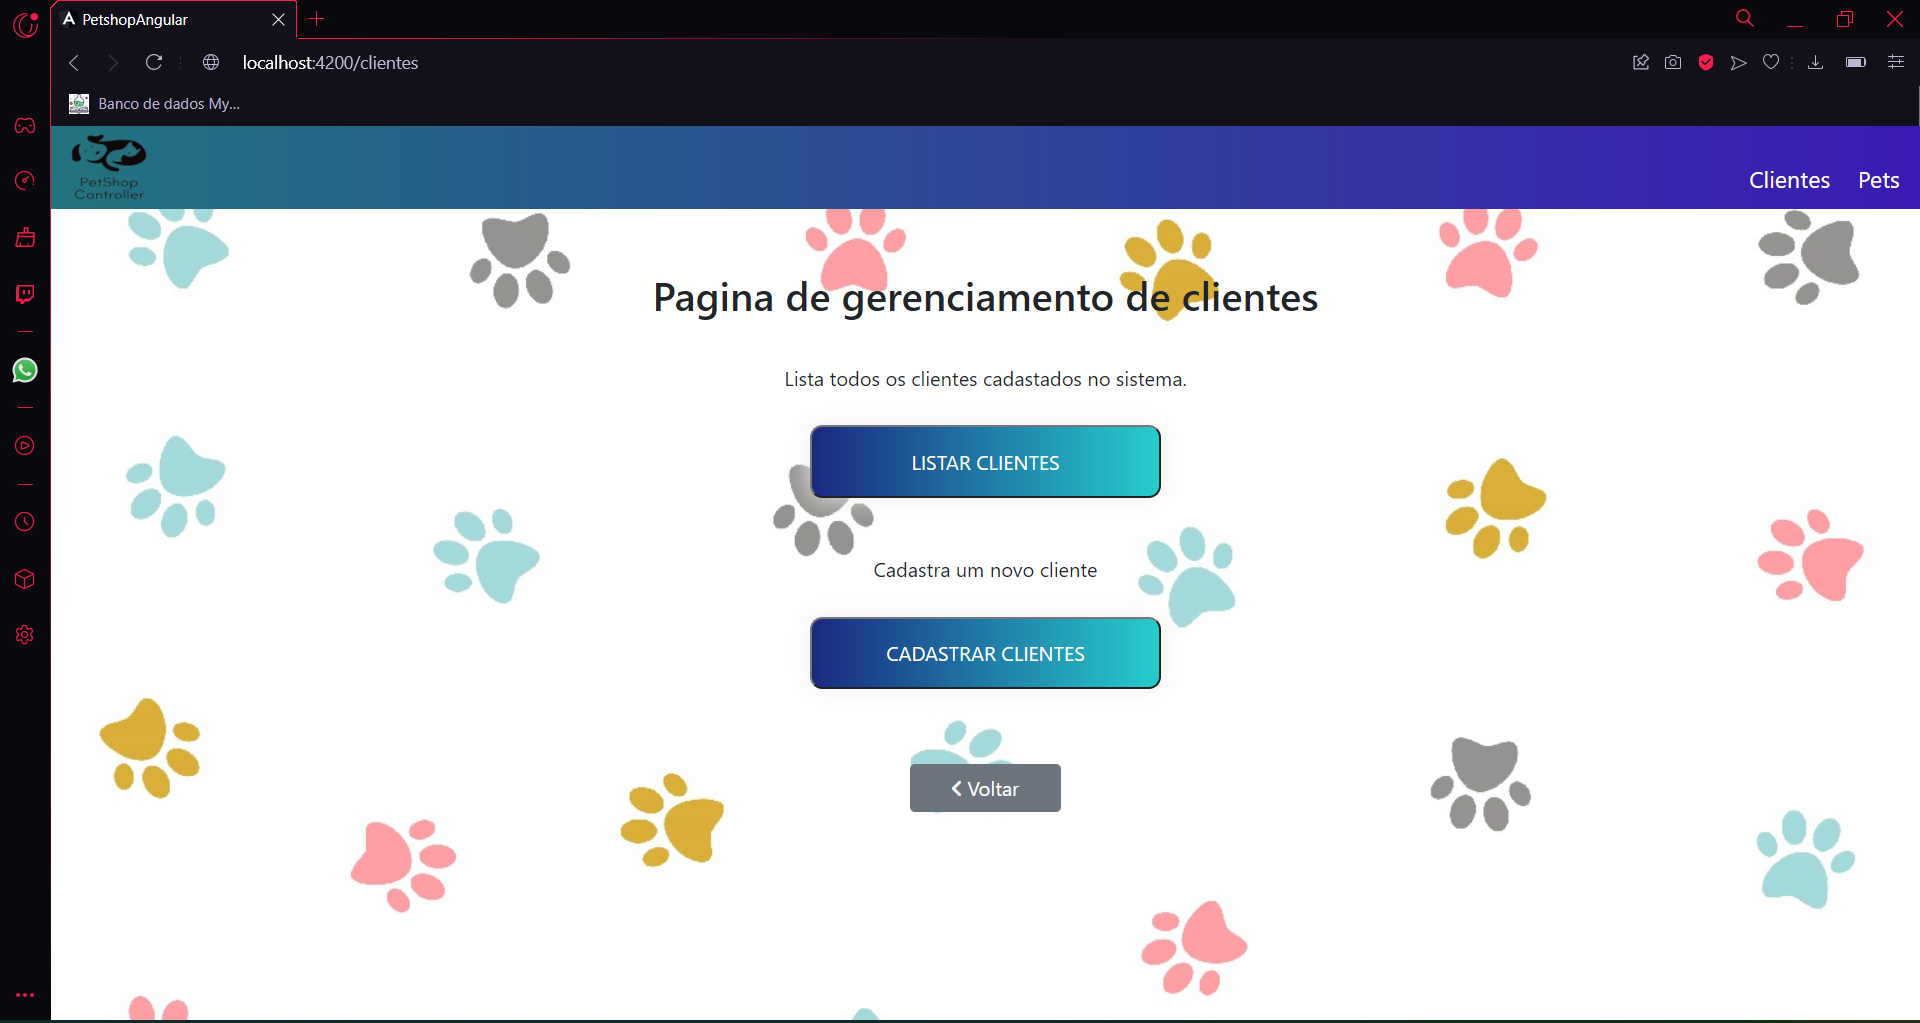 PetshopAngular
localhost:4200/clientes
Banco de dados My...
PetShop
Controller
Clientes Pets
Pagina de gerenciamento de clientes
Lista todos os clientes cadastados no sistema.
LISTAR CLIENTES
Cadastra um novo cliente
CADASTRAR CLIENTES
Voltar